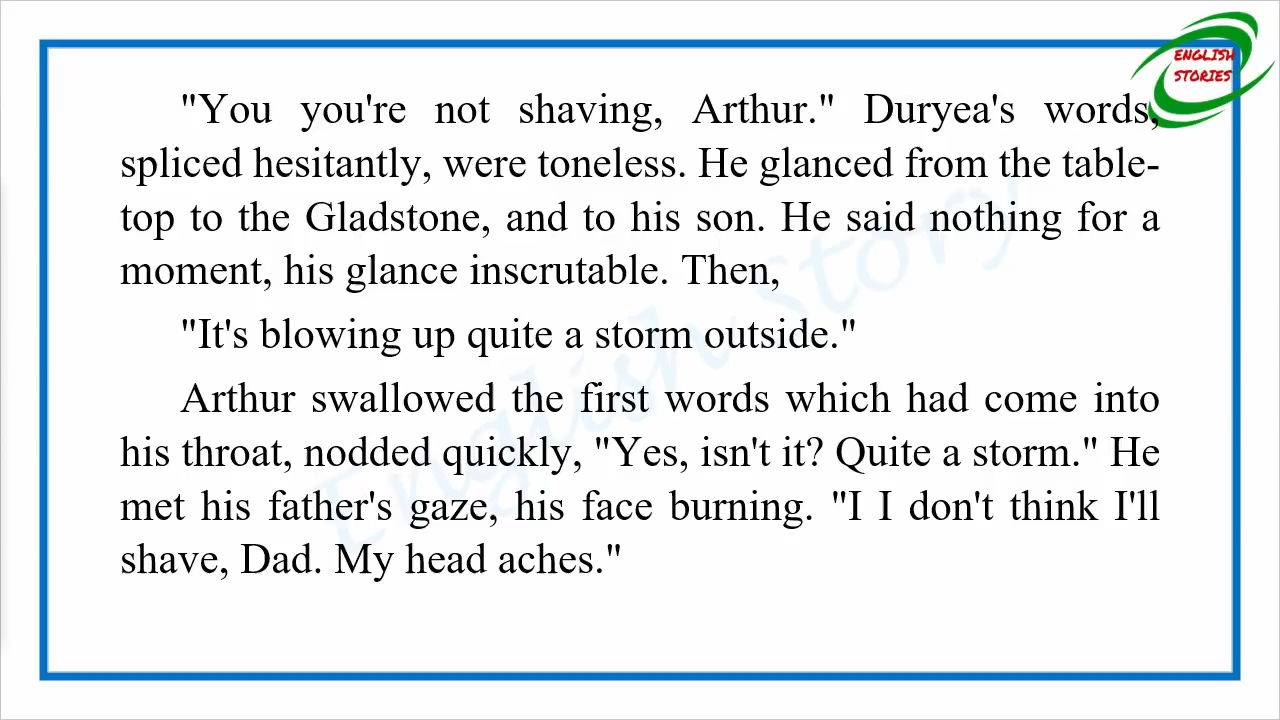 ENGLISH
STORIES
"You you're not shaving, Arthur." Duryea's words,
spliced hesitantly, were toneless. He glanced from the table-
top to the Gladstone, and to his son. He said nothing for a
moment, his glance inscrutable. Then,
"It's blowing up quite a storm outside."
Arthur swallowed the first words which had come into
his throat, nodded quickly, "Yes, isn't it? Quite a storm." He
met his father's gaze, his face burning. "I I don't think I'll
shave, Dad. My head aches."
English Story